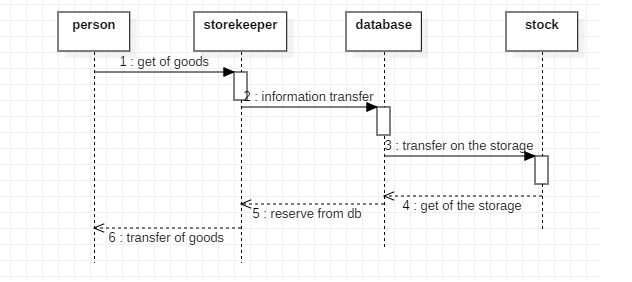 person
storekeeper
database
stock
1 : get of goods
2 : information transfer
3 : transfer on the storage
4 : get of the storage
5 : reserve from db
6 : transfer of goods